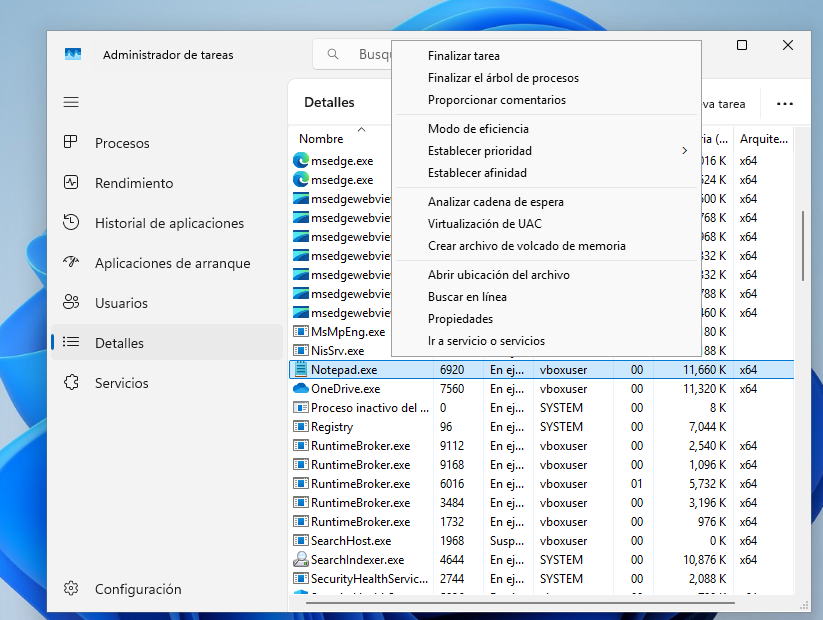 Administrador de tareas
Busq
Finalizar tarea
Finalizar el árbol de procesos
Proporcionar comentarios
Modo de eficiencia
Establecer prioridad
Establecer afinidad
Analizar cadena de espera
Virtualización de UAC
Crear archivo de volcado de memoria
Abrir ubicación del archivo
Buscar en línea
Propiedades
Ir a servicio o servicios
Procesos
Rendimiento
Historial de aplicaciones
Aplicaciones de arranque
Usuarios
Detalles
Servicios
Configuración
Detalles
va tarea
Nombre ia (... Arquite...
msedge.exe 016 K x64
msedge.exe 524 K x64
msedgewebvie 500 K x64
msedgewebvie 768 K x64
msedgewebvie 968 K x64
msedgewebvie 332 K x64
msedgewebvie 332 K x64
msedgewebvie 788 K x64
msedgewebvie 460 K x64
MsMpEng.exe 80 K
NisSrv.exe 88 K
Notepad.exe 6920 En ej... vboxuser 00 11,660 K x64
OneDrive.exe 7560 En ej... vboxuser 00 11,320 K x64
Proceso inactivo del ... 0 En ej... SYSTEM 00 8 K
Registry 96 En ej... SYSTEM 00 7,044 K
RuntimeBroker.exe 9112 En ej... vboxuser 00 2,540 K x64
RuntimeBroker.exe 9168 En ej... vboxuser 00 1,096 K x64
RuntimeBroker.exe 6016 En ej... vboxuser 01 5,732 K x64
RuntimeBroker.exe 3484 En ej... vboxuser 00 3,196 K x64
RuntimeBroker.exe 1732 En ej... vboxuser 00 976 K x64
SearchHost.exe 1968 Susp... vboxuser 00 0 K x64
SearchIndexer.exe 4644 En ej... SYSTEM 00 10,876 K x64
SecurityHealthServic... 2744 En ej... SYSTEM 00 2,088 K